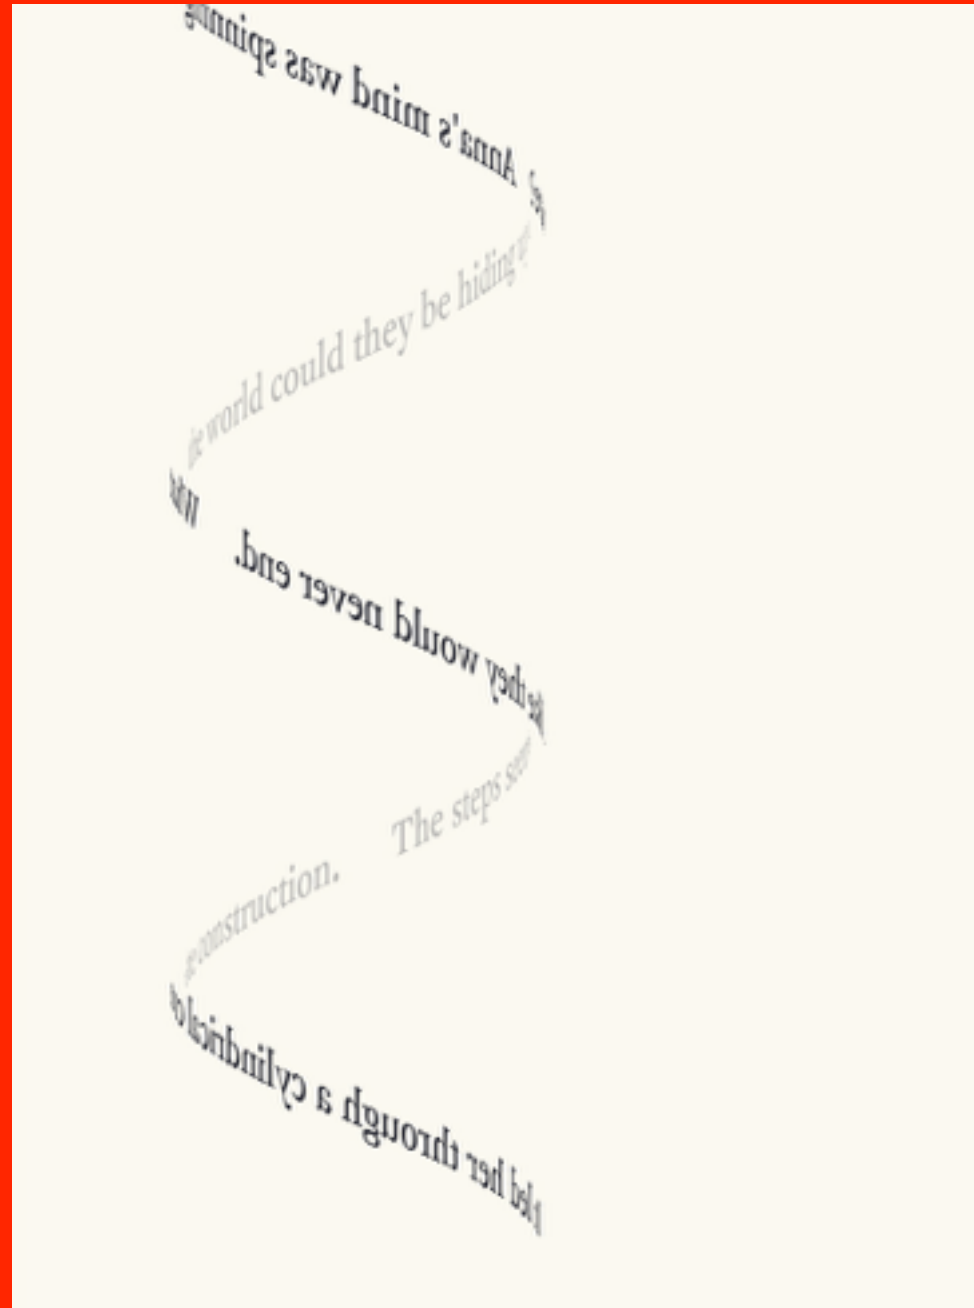 led her through a cylindrical
construction. The steps
they would never end.
world could they be hiding
Anna's mind was spinning